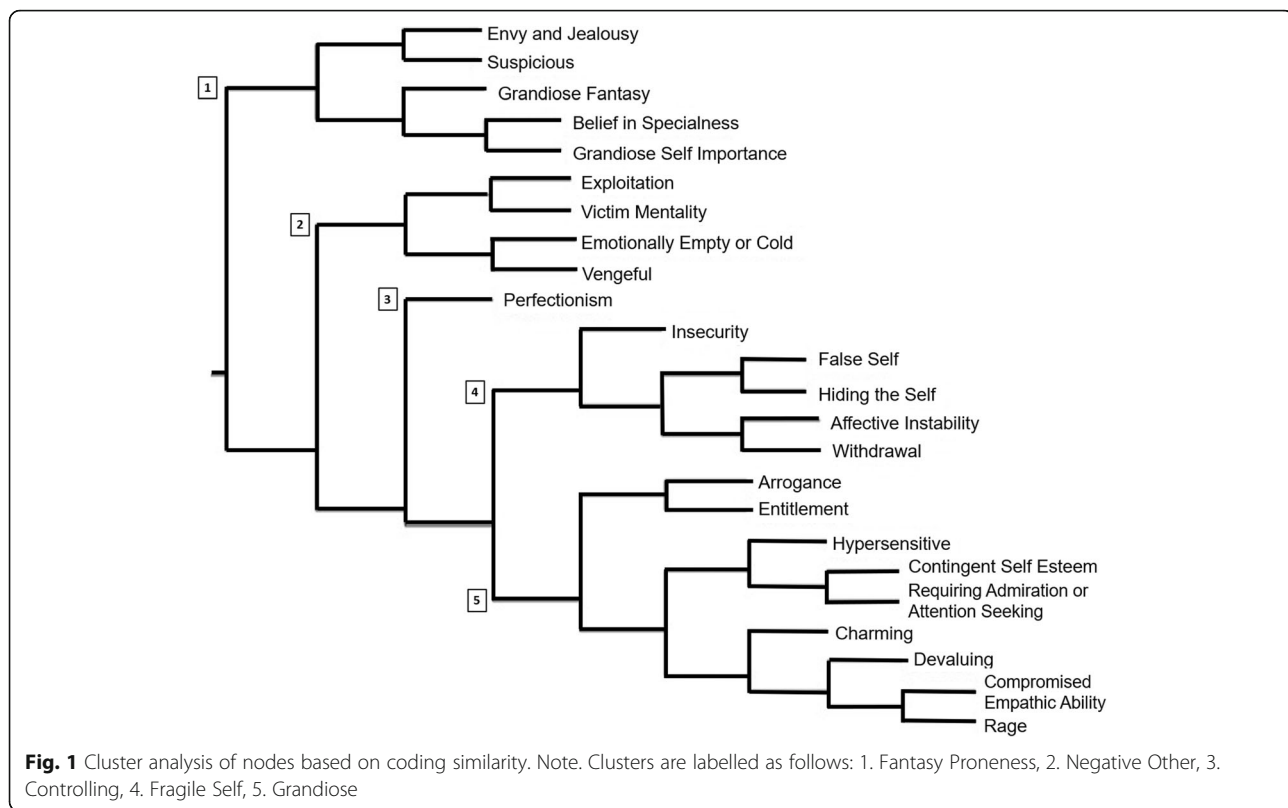 Envy and Jealousy
Suspicious
1
Grandiose Fantasy
Belief in Specialness
Grandiose Self Importance
Exploitation
Victim Mentality
2
Emotionally Empty or Cold
Vengeful
3
Perfectionism
Insecurity
False Self
4
Hiding the Self
Affective Instability
Withdrawal
Arrogance
Entitlement
Hypersensitive
Contingent Self Esteem
5
Requiring Admiration or
Attention Seeking
Charming
Devaluing
Compromised
Empathic Ability
Rage
Fig. 1 Cluster analysis of nodes based on coding similarity. Note. Clusters are labelled as follows: 1. Fantasy Proneness, 2. Negative Other, 3.
Controlling, 4. Fragile Self, 5. Grandiose